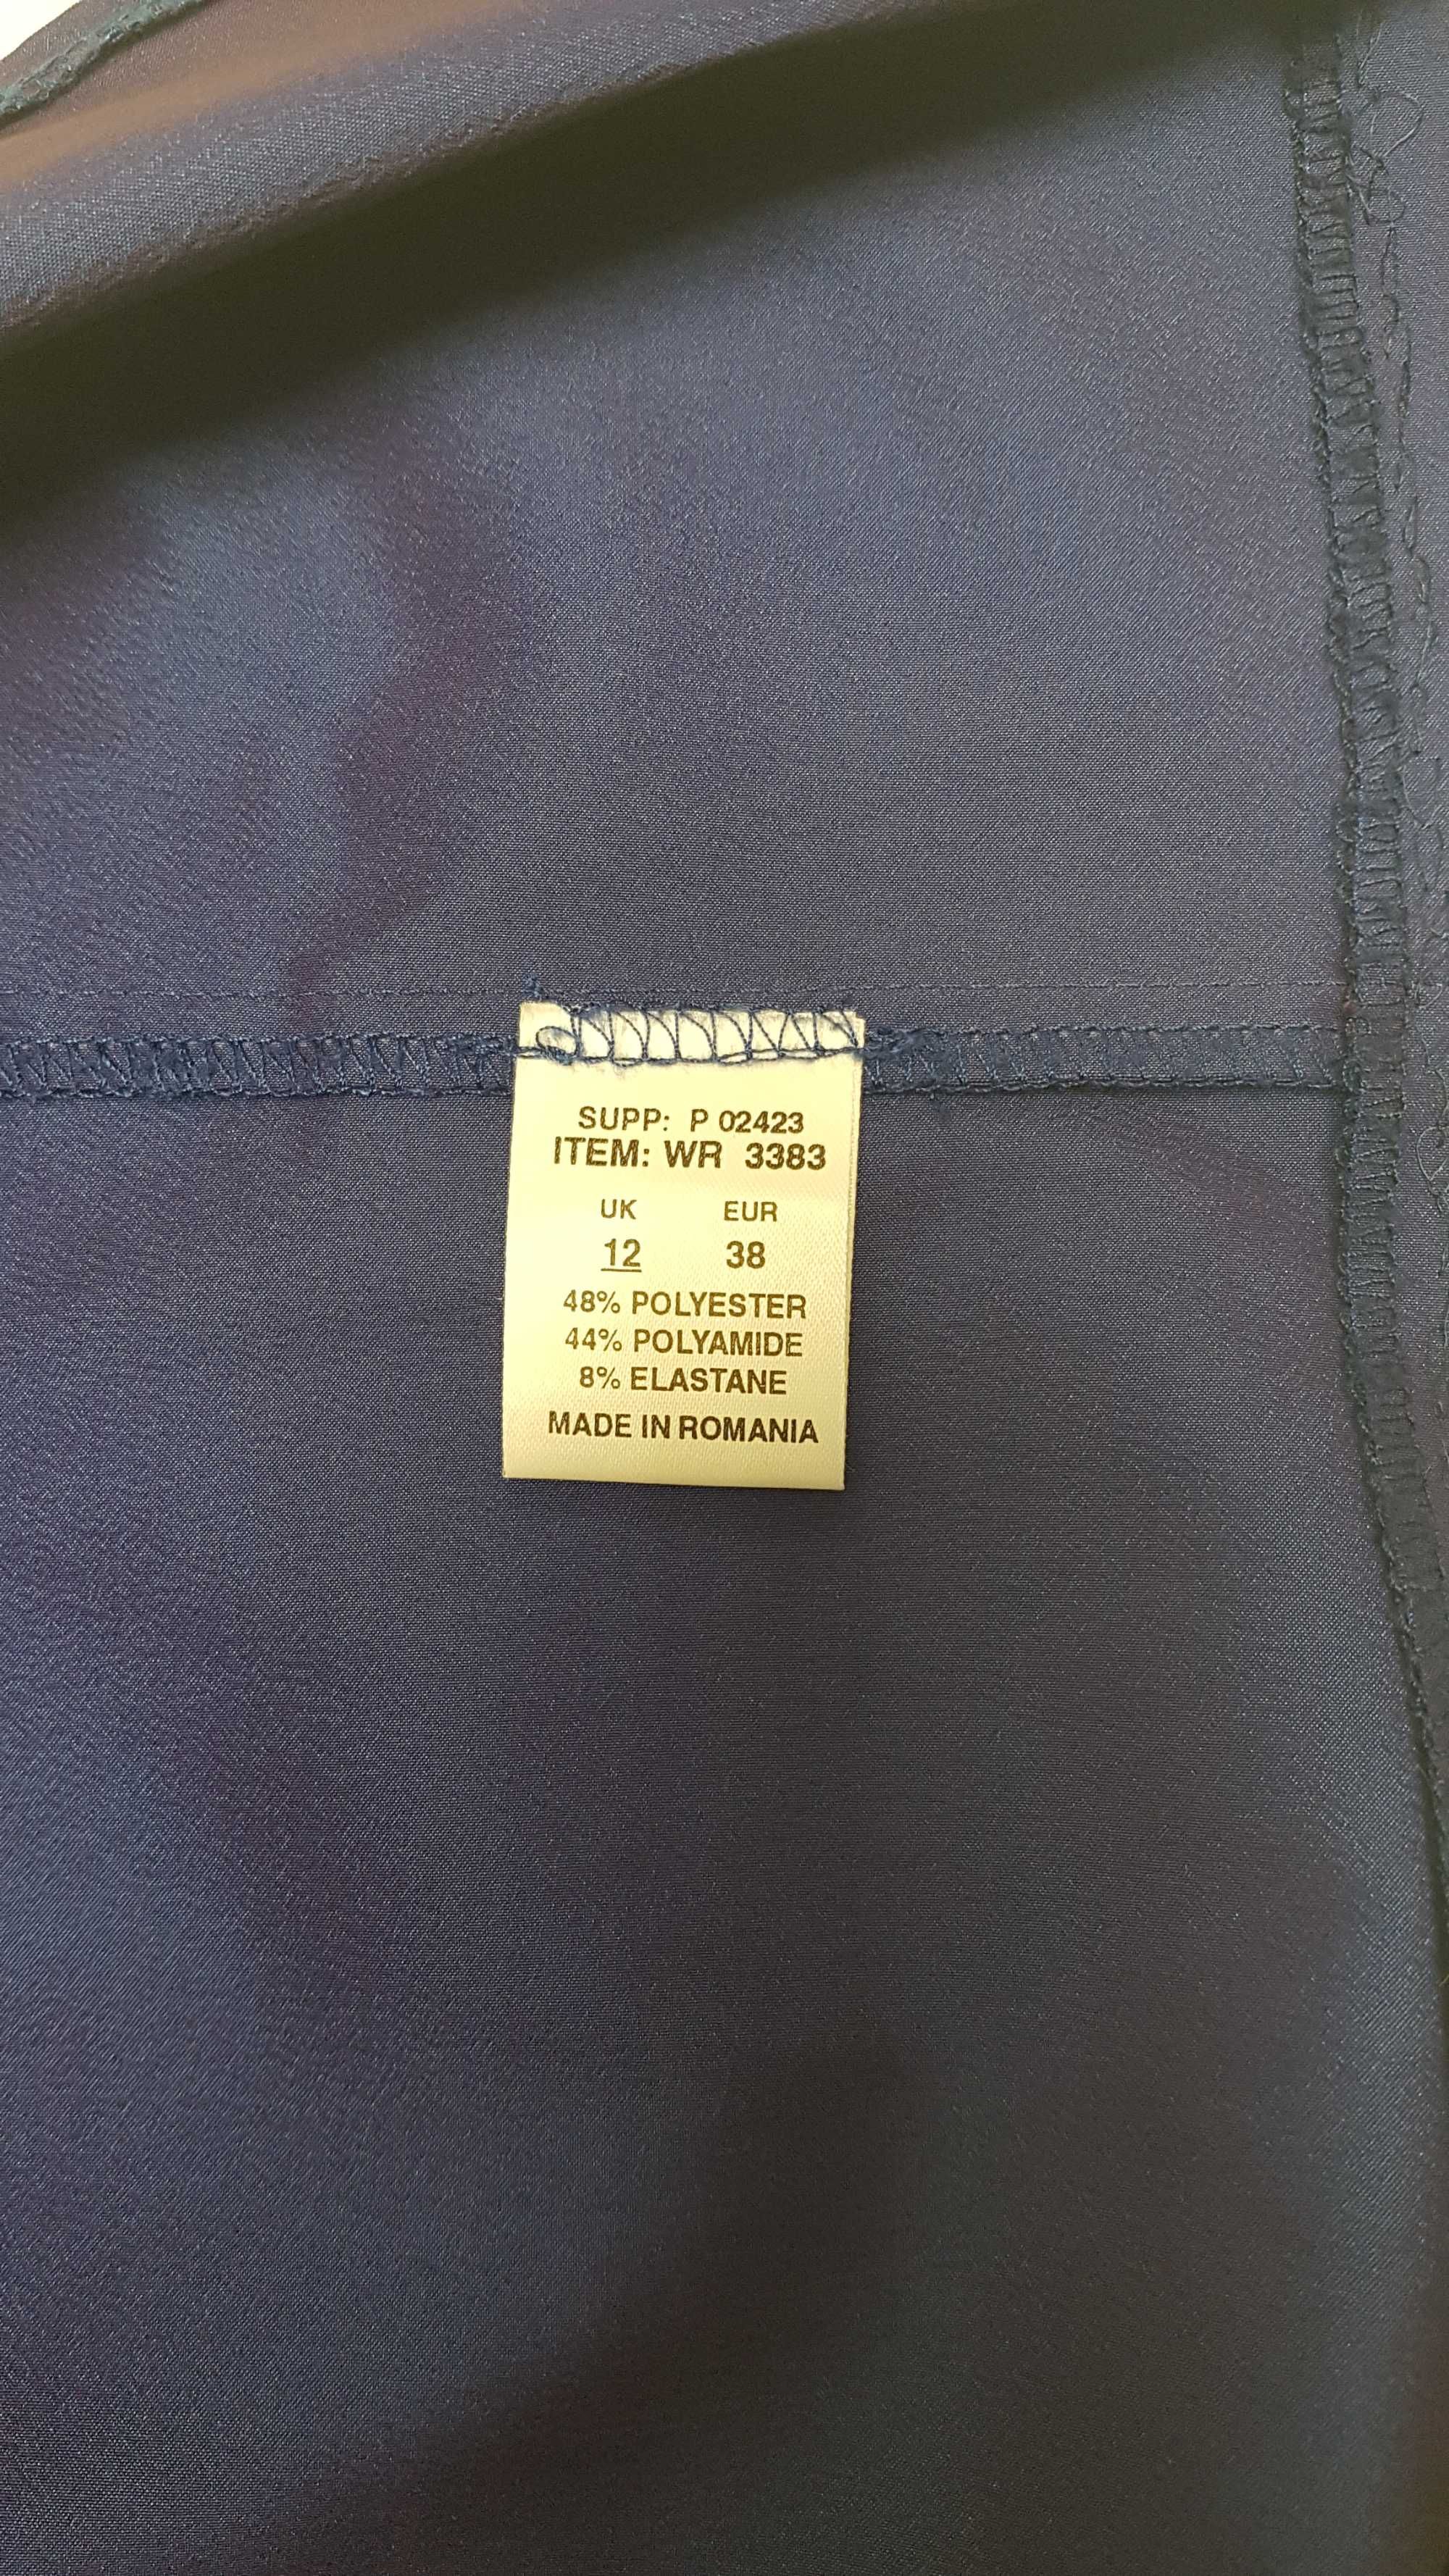 SUPP: P 02423
ITEM: WR 3383
UK EUR
12 38
48% POLYESTER
44% POLYAMIDE
8% ELASTANE
MADE IN ROMANIA